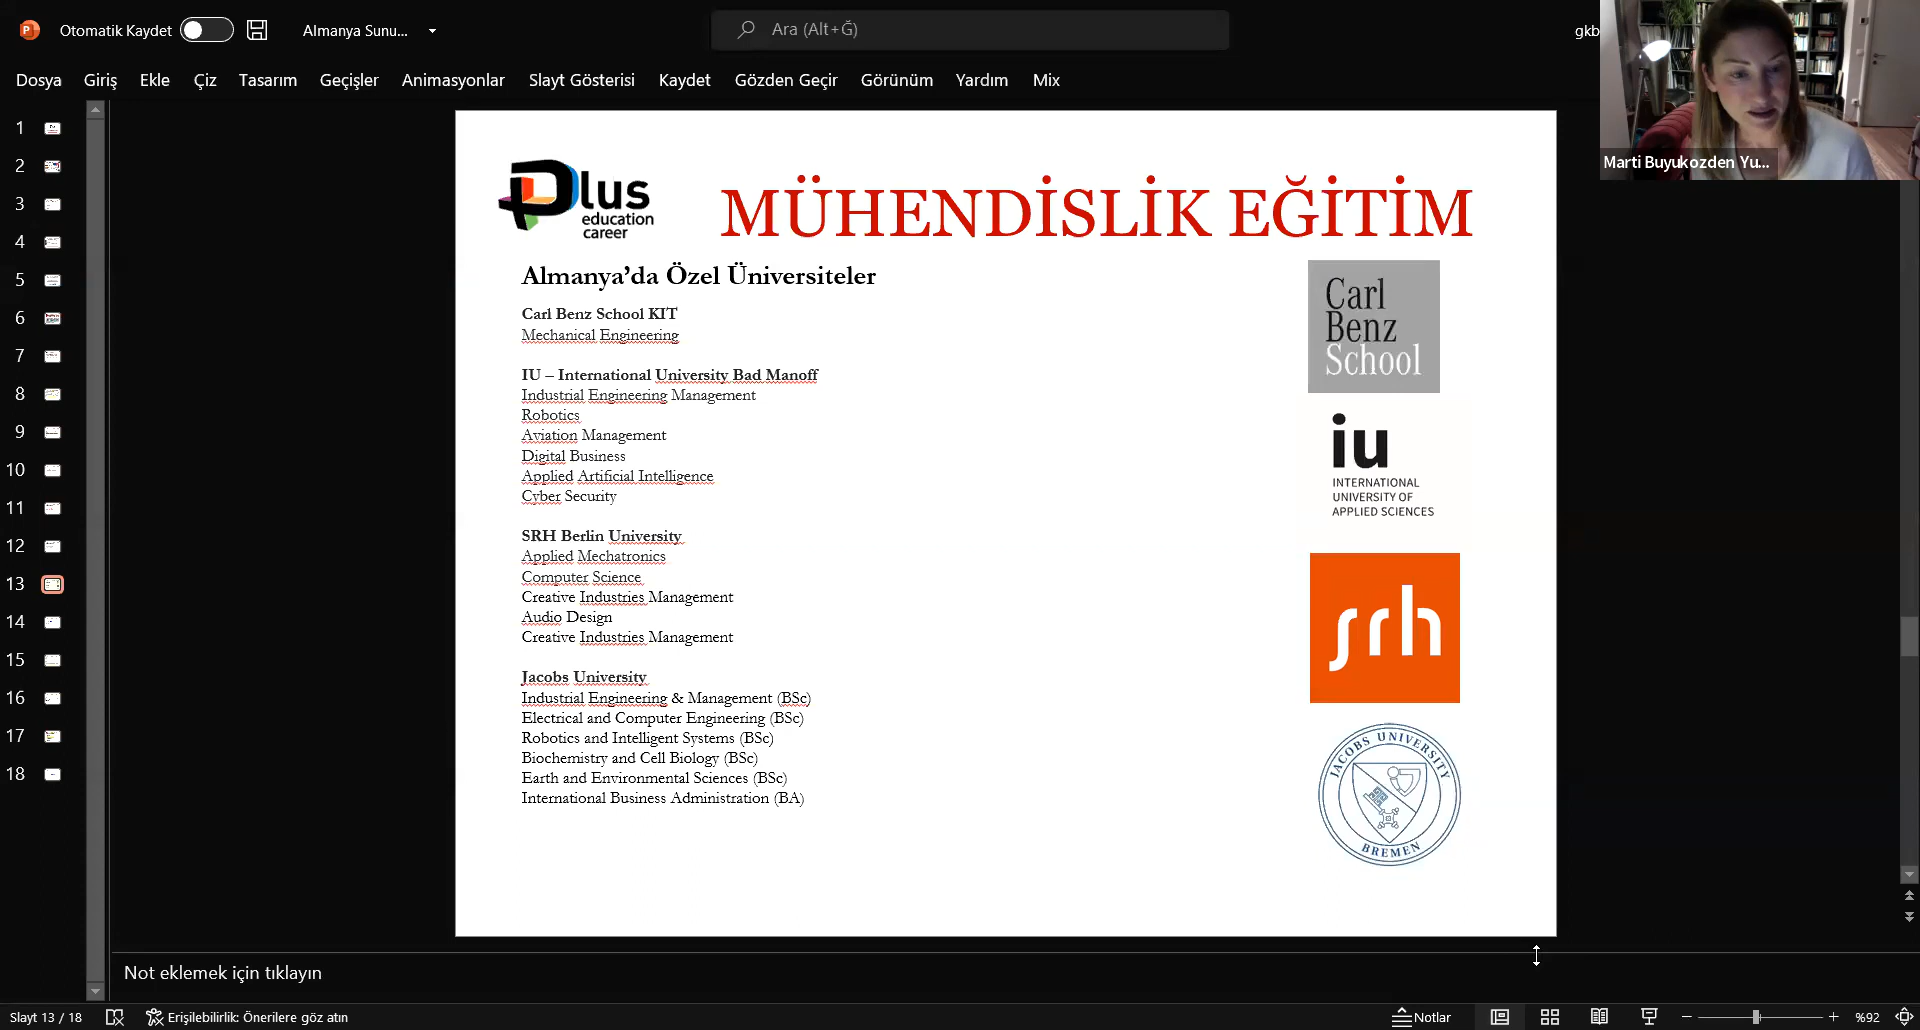 Otomatik Kaydet
Almanya Sunu...
Ara (Alt+Ğ)
gkb
Dosya Giriş Ekle Çiz Tasarım Geçişler Animasyonlar Slayt Gösterisi Kaydet Gözden Geçir Görünüm Yardım Mix
Marti Buyukozden Yu...
1
2
3
4
5
6
7
8
9
10
11
12
13
14
15
16
17
18
Plus
education
career
MÜHENDİSLİK EĞİTİM
Almanya’da Özel Üniversiteler
Carl Benz School KIT
Mechanical Engineering
IU – International University Bad Manoff
Industrial Engineering Management
Robotics
Aviation Management
Digital Business
Applied Artificial Intelligence
Cyber Security
SRH Berlin University
Applied Mechatronics
Computer Science
Creative Industries Management
Audio Design
Creative Industries Management
Jacobs University
Industrial Engineering & Management (BSc)
Electrical and Computer Engineering (BSc)
Robotics and Intelligent Systems (BSc)
Biochemistry and Cell Biology (BSc)
Earth and Environmental Sciences (BSc)
International Business Administration (BA)
Carl
Benz
School
iu
INTERNATIONAL
UNIVERSITY OF
APPLIED SCIENCES
srh
JACOBS UNIVERSITY
BREMEN
Not eklemek için tıklayın
Slayt 13 / 18
Erişilebilirlik: Önerilere göz atın
Notlar
%92